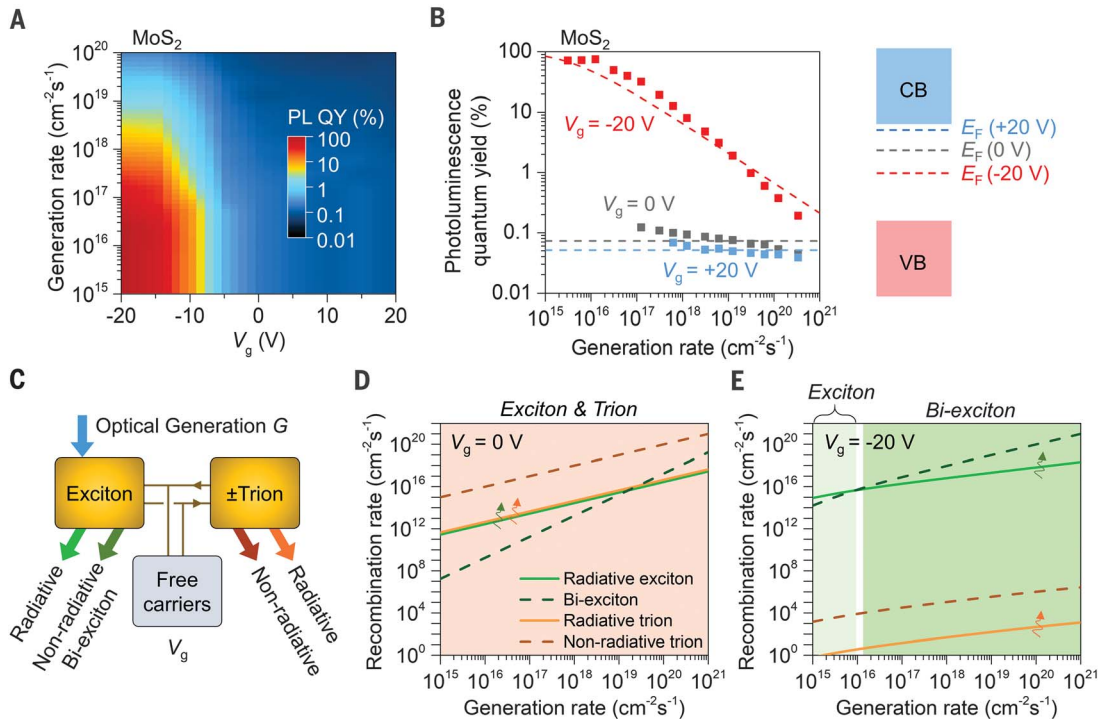 A
MoS2
Generation rate (cm-2s-1)
10^20
10^19
10^18
10^17
10^16
10^15
PL QY (%)
100
10
1
0.1
0.01
-20 -10 0 10 20
Vg (V)
B
MoS2
Photoluminescence
quantum yield (%)
100
10
1
0.1
0.01
Vg = -20 V
Vg = 0 V
Vg = +20 V
10^15 10^16 10^17 10^18 10^19 10^20 10^21
Generation rate (cm-2s-1)
CB
EF (+20 V)
EF (0 V)
EF (-20 V)
VB
C
Optical Generation G
Exciton
±Trion
Free
carriers
Vg
Radiative
Non-radiative
Bi-exciton
Non-radiative
Radiative
D
Exciton & Trion
Vg = 0 V
Recombination rate (cm-2s-1)
10^20
10^16
10^12
10^8
10^4
10^0
Radiative exciton
Bi-exciton
Radiative trion
Non-radiative trion
10^15 10^16 10^17 10^18 10^19 10^20 10^21
Generation rate (cm-2s-1)
E
Exciton
Bi-exciton
Vg = -20 V
Recombination rate (cm-2s-1)
10^20
10^16
10^12
10^8
10^4
10^0
10^15 10^16 10^17 10^18 10^19 10^20 10^21
Generation rate (cm-2s-1)